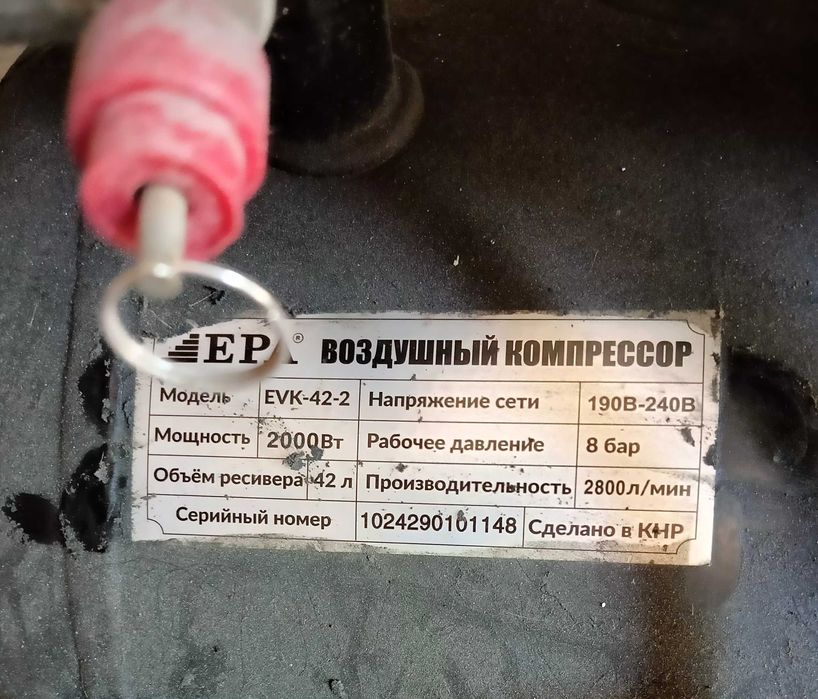 EPA® ВОЗДУШНЫЙ КОМПРЕССОР
Модель EVK-42-2 Напряжение сети 190В-240В
Мощность 2000Вт Рабочее давление 8 бар
Объём ресивера 42 л Производительность 2800л/мин
Серийный номер 1024290101148 Сделано в КНР